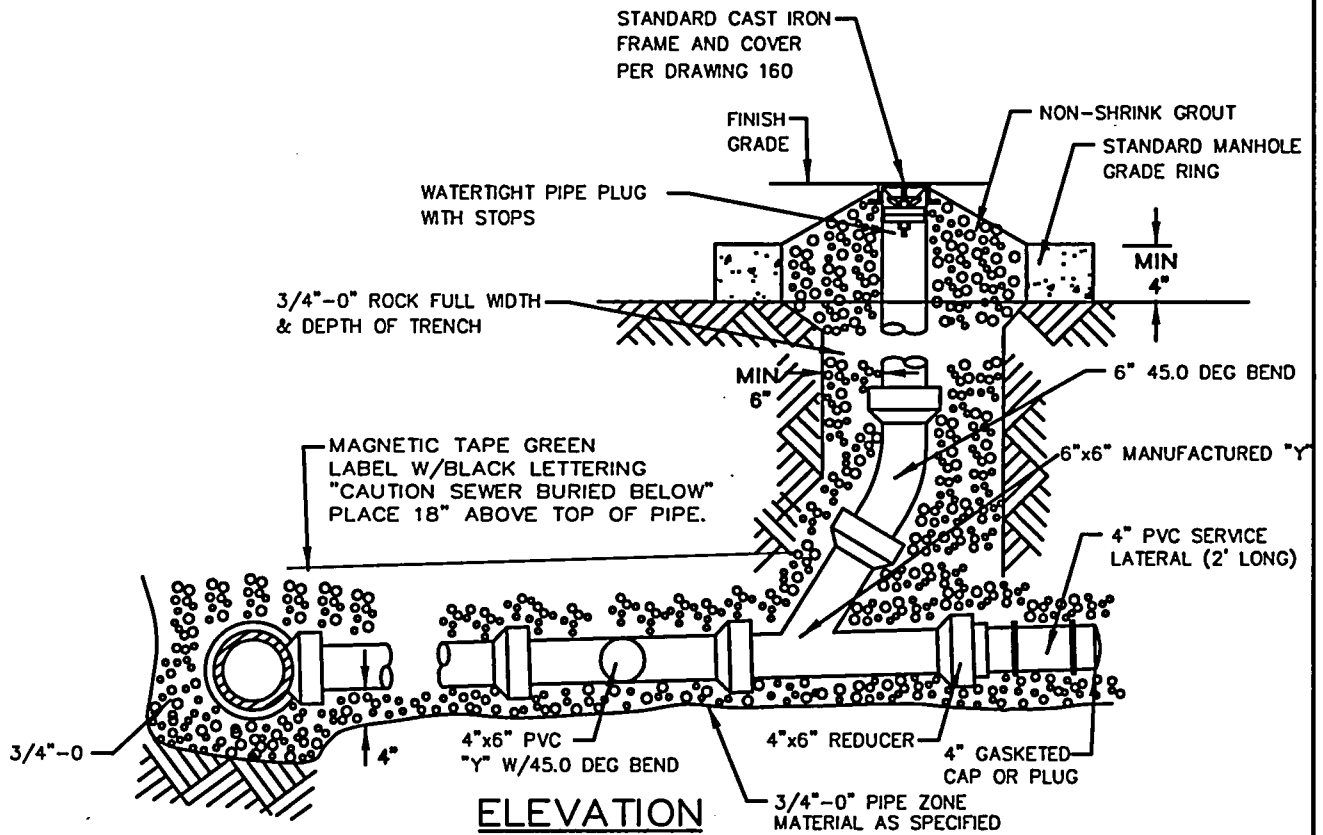 STANDARD CAST IRON
FRAME AND COVER
PER DRAWING 160
FINISH
GRADE
NON-SHRINK GROUT
STANDARD MANHOLE
GRADE RING
WATERTIGHT PIPE PLUG
WITH STOPS
MIN
4"
3/4"-0" ROCK FULL WIDTH
& DEPTH OF TRENCH
MIN
6"
6" 45.0 DEG BEND
6"x6" MANUFACTURED "Y"
MAGNETIC TAPE GREEN
LABEL W/BLACK LETTERING
"CAUTION SEWER BURIED BELOW"
PLACE 18" ABOVE TOP OF PIPE.
4" PVC SERVICE
LATERAL (2' LONG)
3/4"-0
4"
4"x6" PVC
"Y" W/45.0 DEG BEND
4"x6" REDUCER
4" GASKETED
CAP OR PLUG
3/4"-0" PIPE ZONE
MATERIAL AS SPECIFIED
ELEVATION